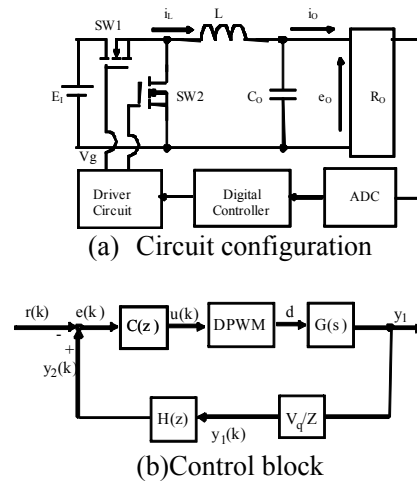 SW1
i_L
L
i_O
E_I
SW2
C_O
e_O
R_O
Vg
Driver
Circuit
Digital
Controller
ADC
(a) Circuit configuration
r(k)
e(k)
C(z)
u(k)
DPWM
d
G(s)
y_1
-
+
y_2(k)
H(z)
y_1(k)
V_q/Z
(b)Control block